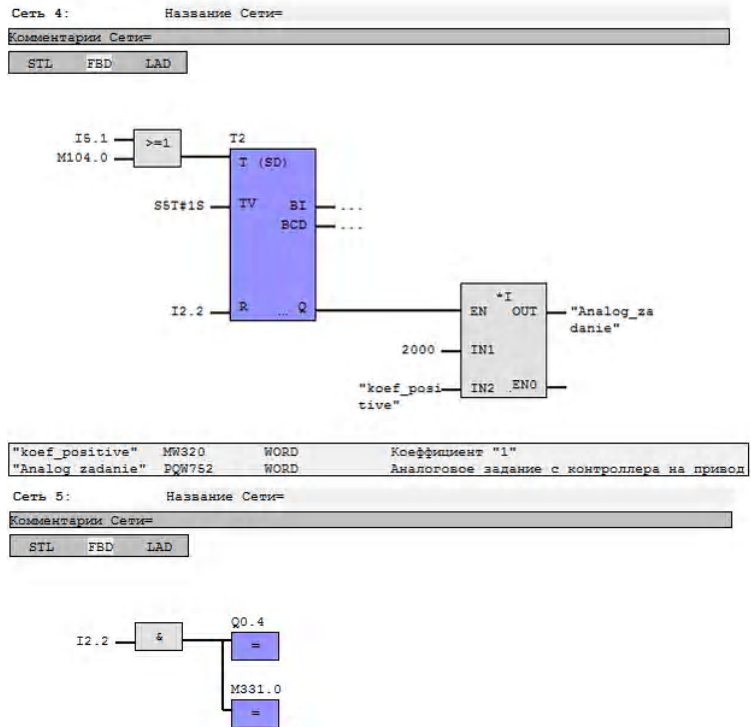 Сеть 4: Название Сети=
Комментарии Сети=
STL FBD LAD
I5.1
M104.0
>=1
T2
T (SD)
S5T#1S TV BI ...
BCD ...
I2.2 R ... Q
*I
EN OUT "Analog_za
danie"
2000 IN1
"koef_posi
tive"
IN2 ENO
"koef_positive" MW320 WORD Коеффициент "1"
"Analog zadanie" PQW752 WORD Аналоговое задание с контроллера на привод
Сеть 5: Название Сети=
Комментарии Сети=
STL FBD LAD
I2.2 &
Q0.4
=
M331.0
=